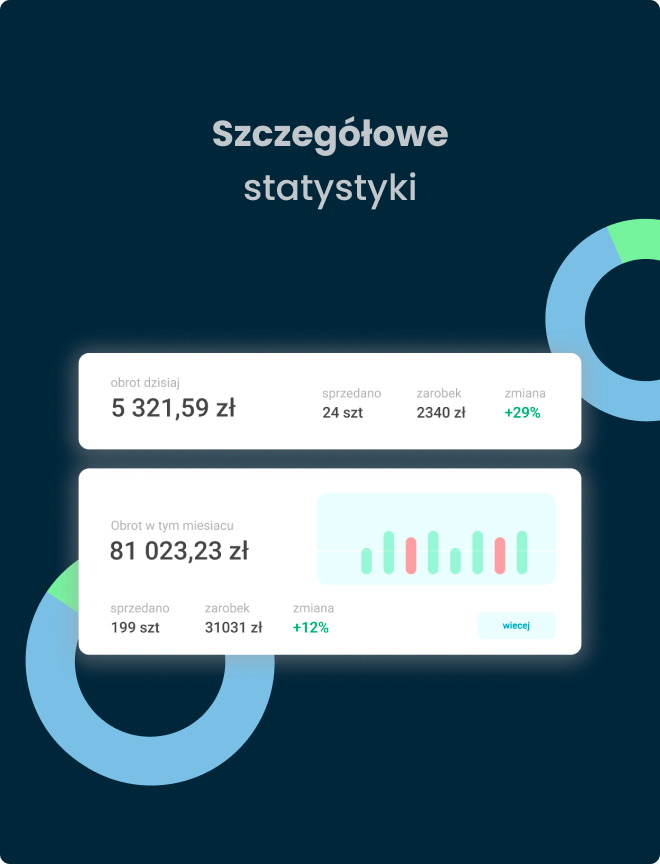 Szczegółowe
statystyki
obrot dzisiaj
5 321,59 zł
sprzedano zarobek zmiana
24 szt 2340 zł +29%
Obrot w tym miesiacu
81 023,23 zł
sprzedano zarobek zmiana
199 szt 31031 zł +12%
wiecej